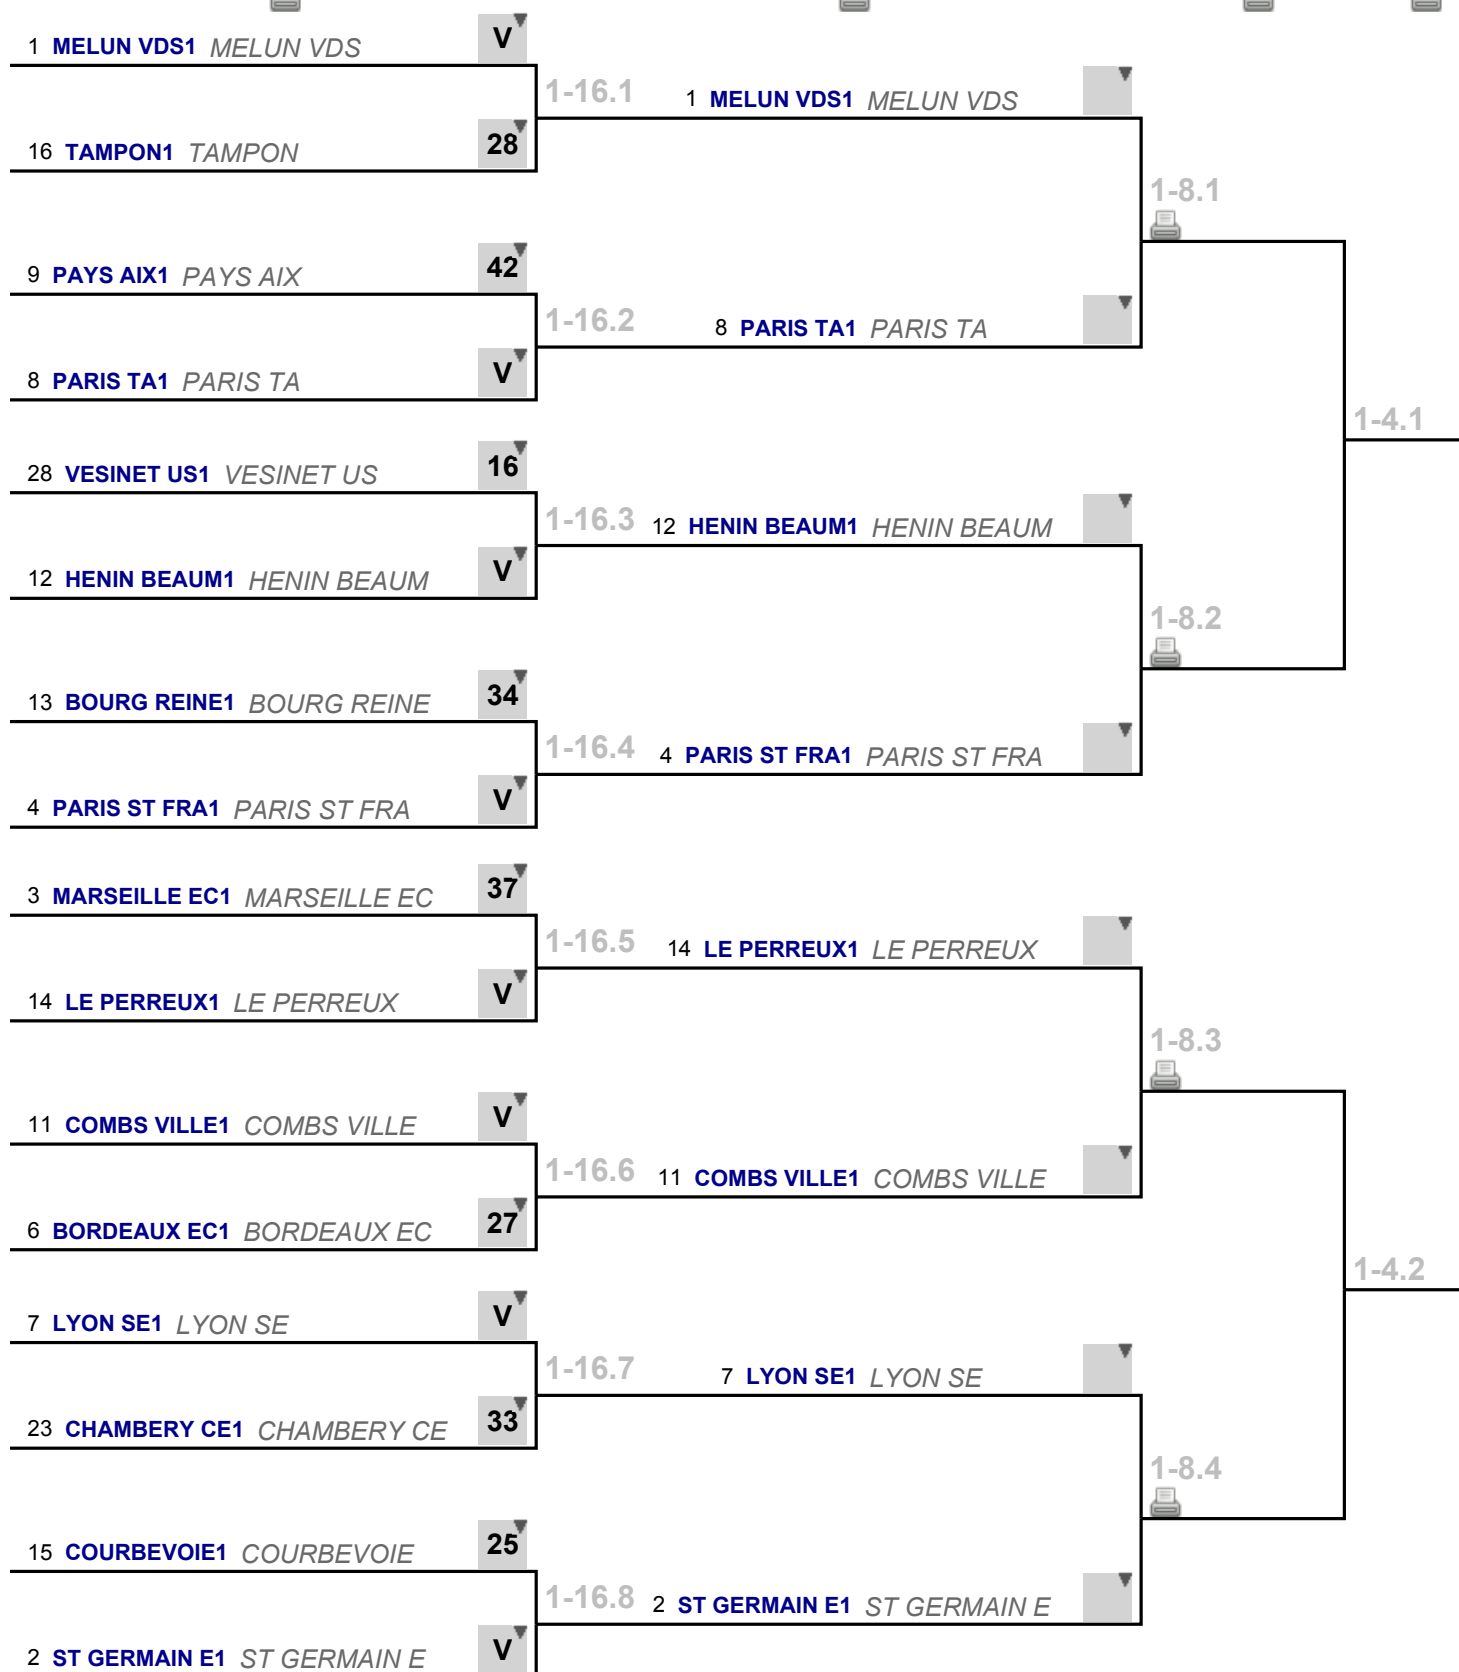 1 MELUN VDS1 MELUN VDS V
1-16.1 1 MELUN VDS1 MELUN VDS
16 TAMPON1 TAMPON 28
1-8.1
9 PAYS AIX1 PAYS AIX 42
1-16.2 8 PARIS TA1 PARIS TA
8 PARIS TA1 PARIS TA V
1-4.1
28 VESINET US1 VESINET US 16
1-16.3 12 HENIN BEAUM1 HENIN BEAUM
12 HENIN BEAUM1 HENIN BEAUM V
1-8.2
13 BOURG REINE1 BOURG REINE 34
1-16.4 4 PARIS ST FRA1 PARIS ST FRA
4 PARIS ST FRA1 PARIS ST FRA V
3 MARSEILLE EC1 MARSEILLE EC 37
1-16.5 14 LE PERREUX1 LE PERREUX
14 LE PERREUX1 LE PERREUX V
1-8.3
11 COMBS VILLE1 COMBS VILLE V
1-16.6 11 COMBS VILLE1 COMBS VILLE
6 BORDEAUX EC1 BORDEAUX EC 27
1-4.2
7 LYON SE1 LYON SE V
1-16.7 7 LYON SE1 LYON SE
23 CHAMBERY CE1 CHAMBERY CE 33
1-8.4
15 COURBEVOIE1 COURBEVOIE 25
1-16.8 2 ST GERMAIN E1 ST GERMAIN E
2 ST GERMAIN E1 ST GERMAIN E V